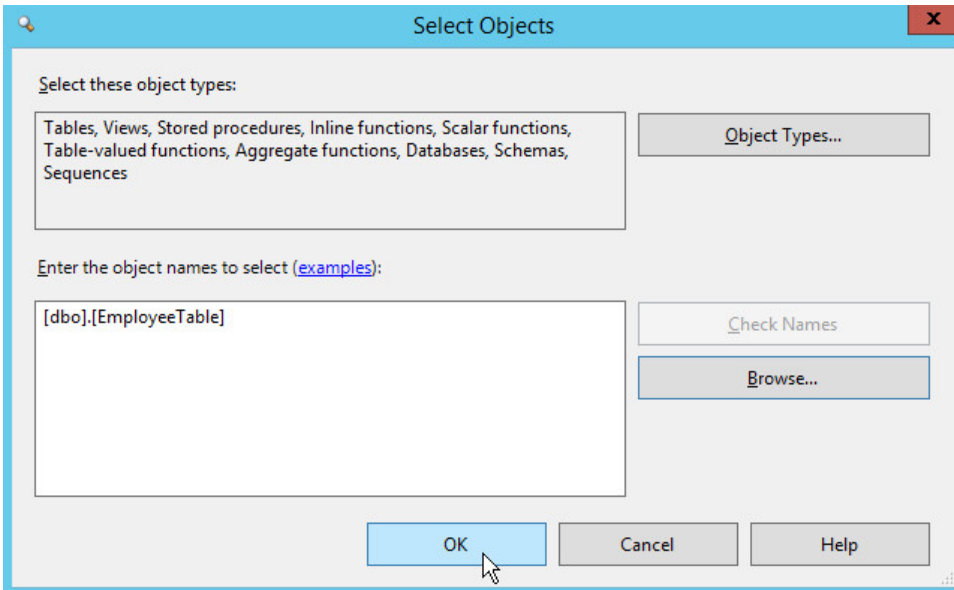 Select Objects
x
Select these object types:
Tables, Views, Stored procedures, Inline functions, Scalar functions,
Table-valued functions, Aggregate functions, Databases, Schemas,
Sequences
Object Types...
Enter the object names to select (examples):
[dbo].[EmployeeTable]
Check Names
Browse...
OK
Cancel
Help